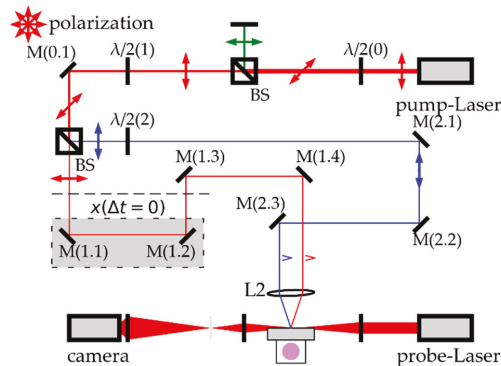 polarization
M(0.1)
λ/2(1)
λ/2(0)
BS
pump-Laser
λ/2(2)
M(2.1)
BS
M(1.3)
M(1.4)
x(Δt = 0)
M(2.3)
M(1.1)
M(1.2)
M(2.2)
L2
camera
probe-Laser